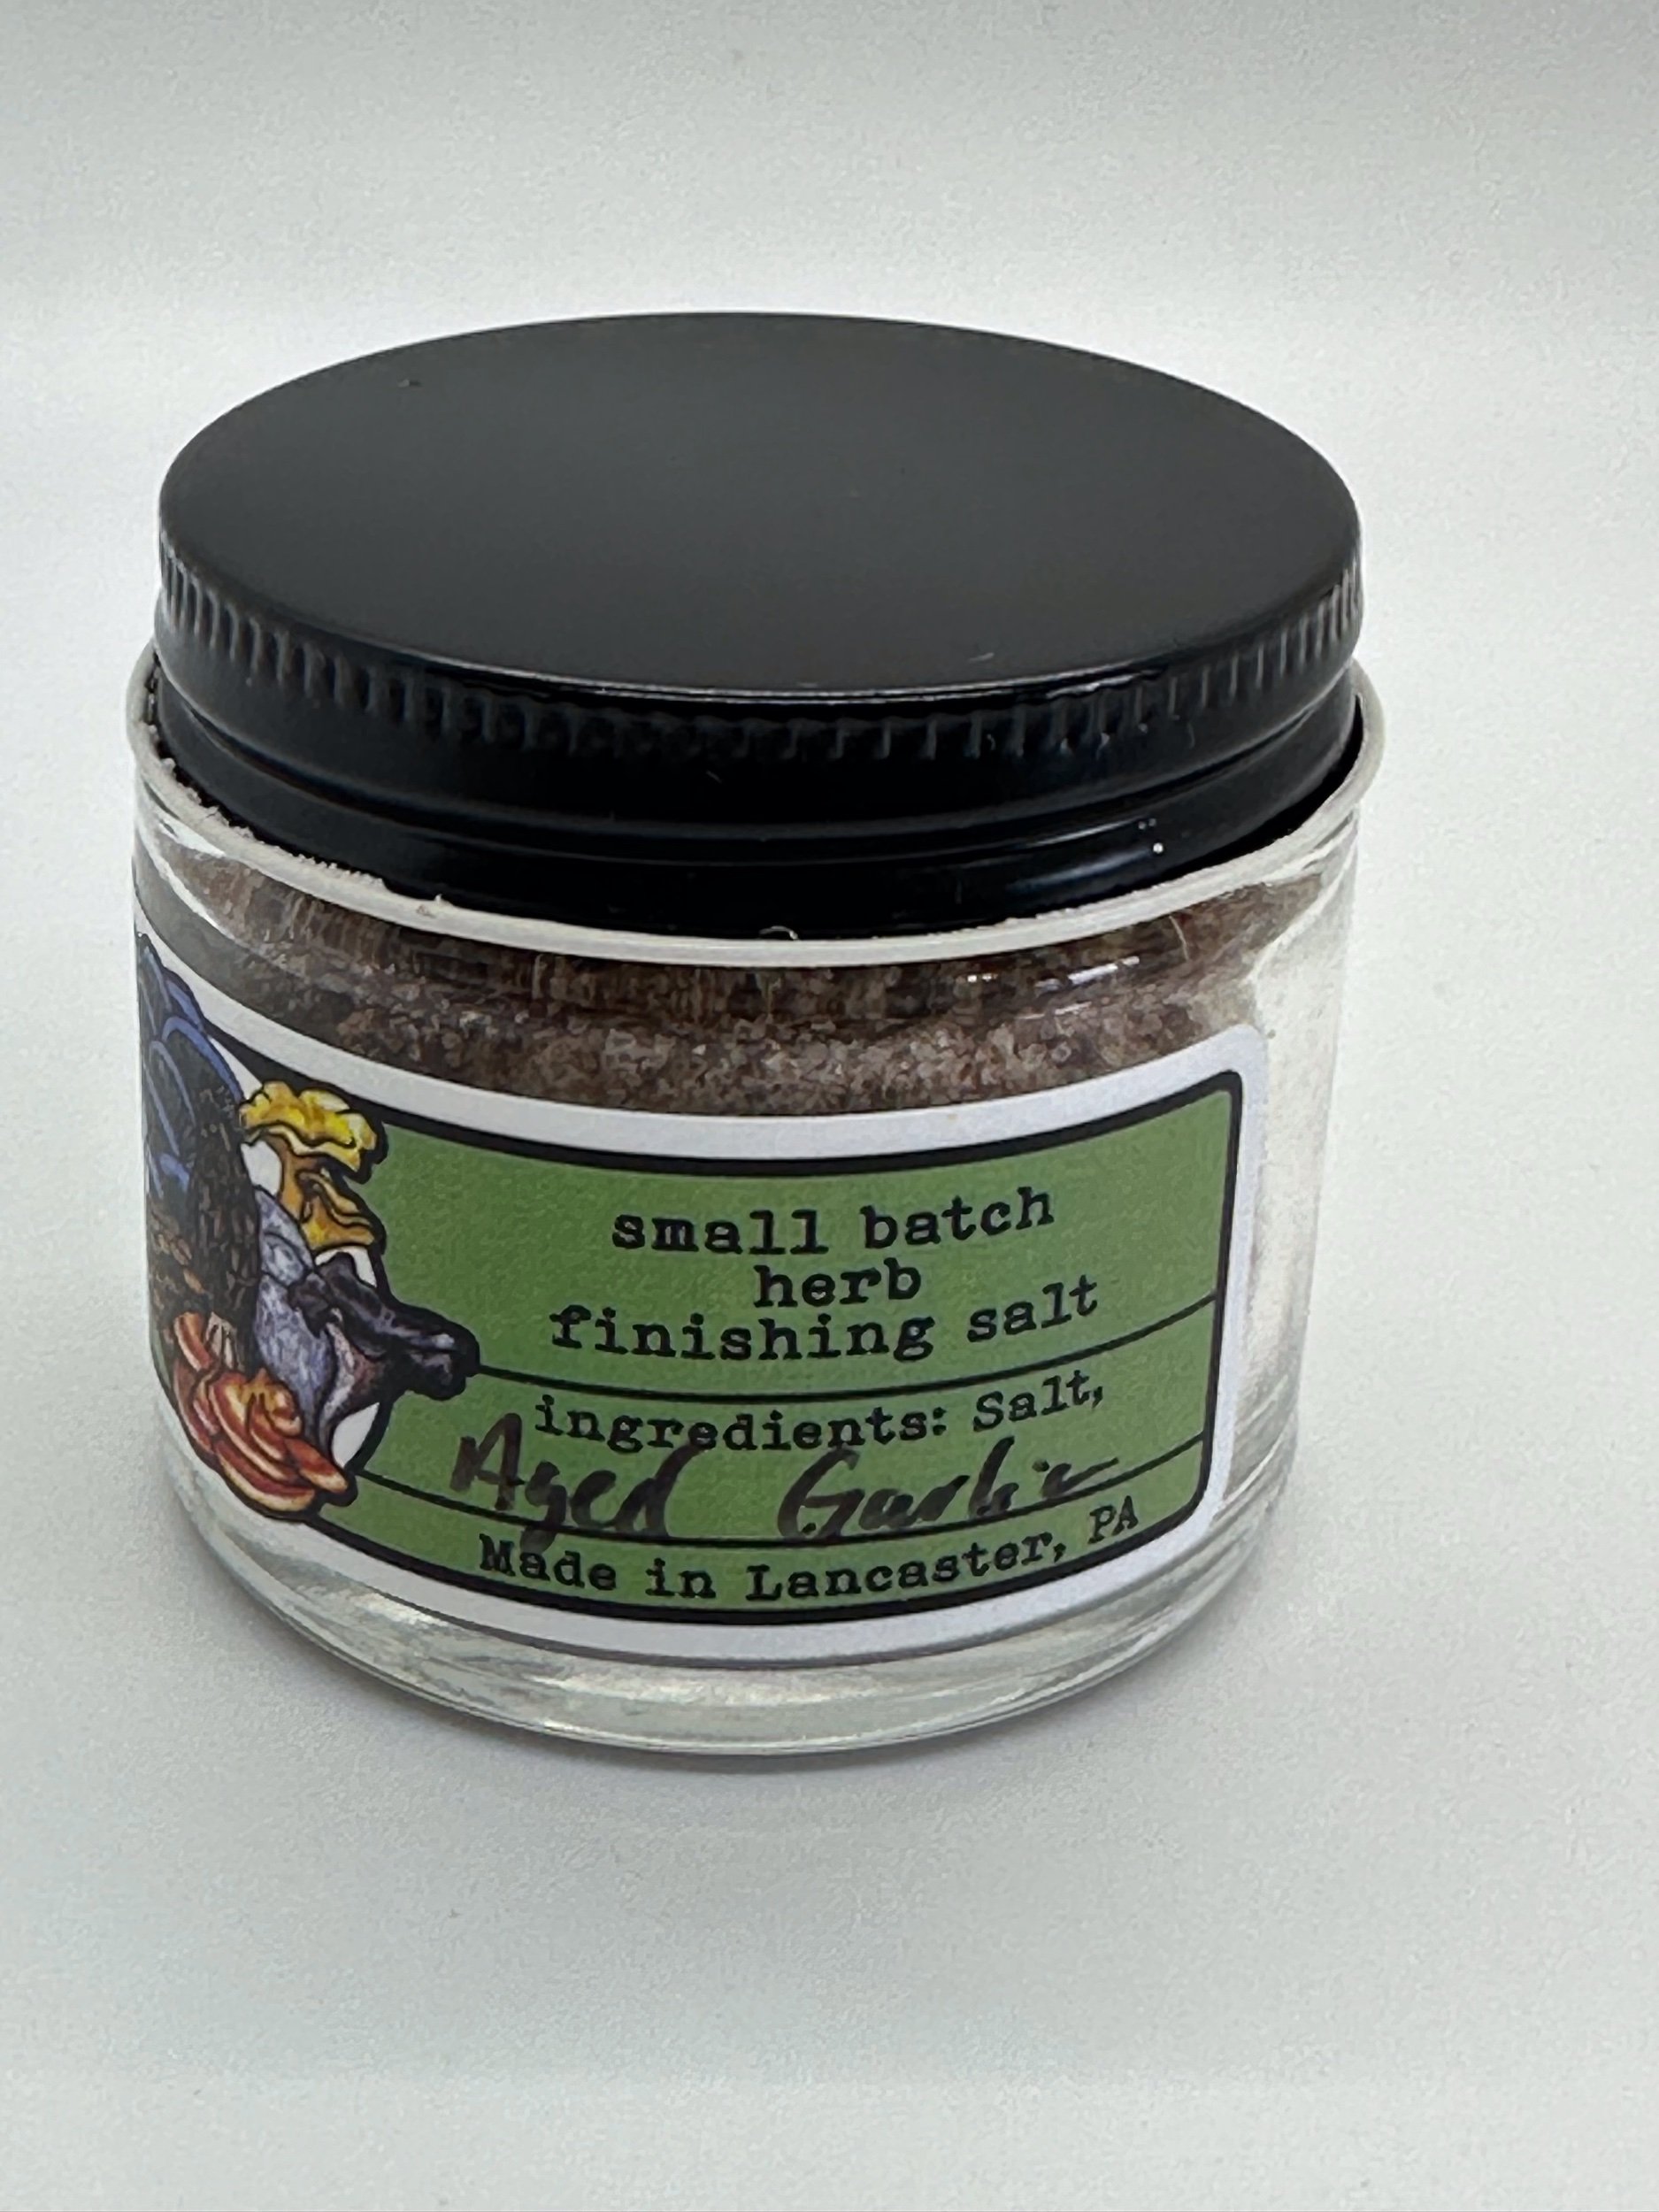 small batch
herb
finishing salt
ingredients: Salt,
Aged Garlic
Made in Lancaster, PA